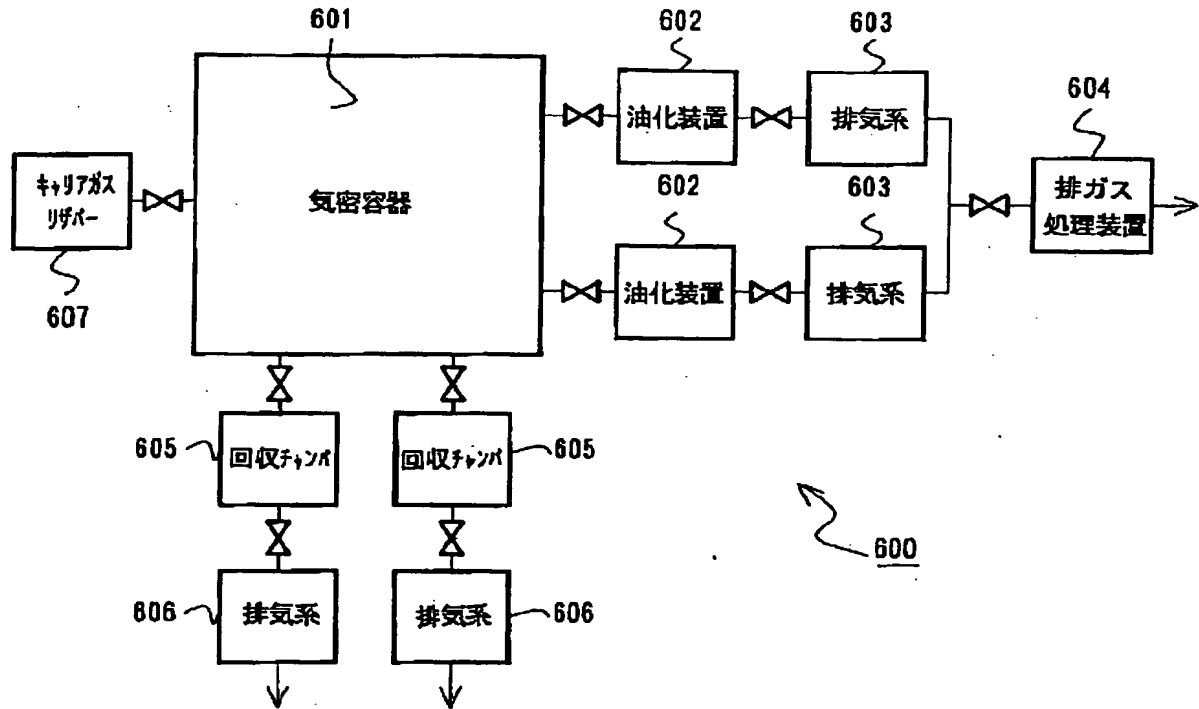 601
602
603
604
油化装置
排気系
キャリアガス
リザバー
気密容器
602
603
排ガス
処理装置
607
油化装置
排気系
605
回収チャンバ
回収チャンバ
605
600
606
排気系
排気系
606